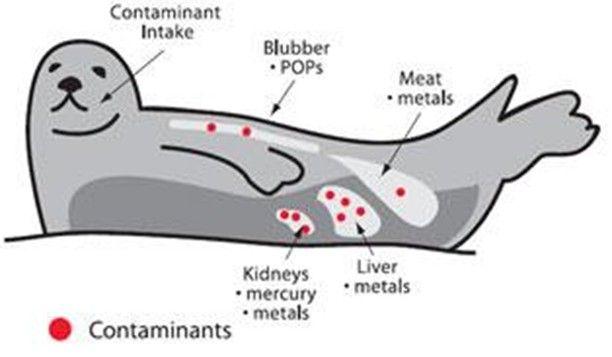 Contaminant
Intake
Blubber
• POPs
Meat
• metals
Kidneys
• mercury
• metals
Liver
• metals
Contaminants